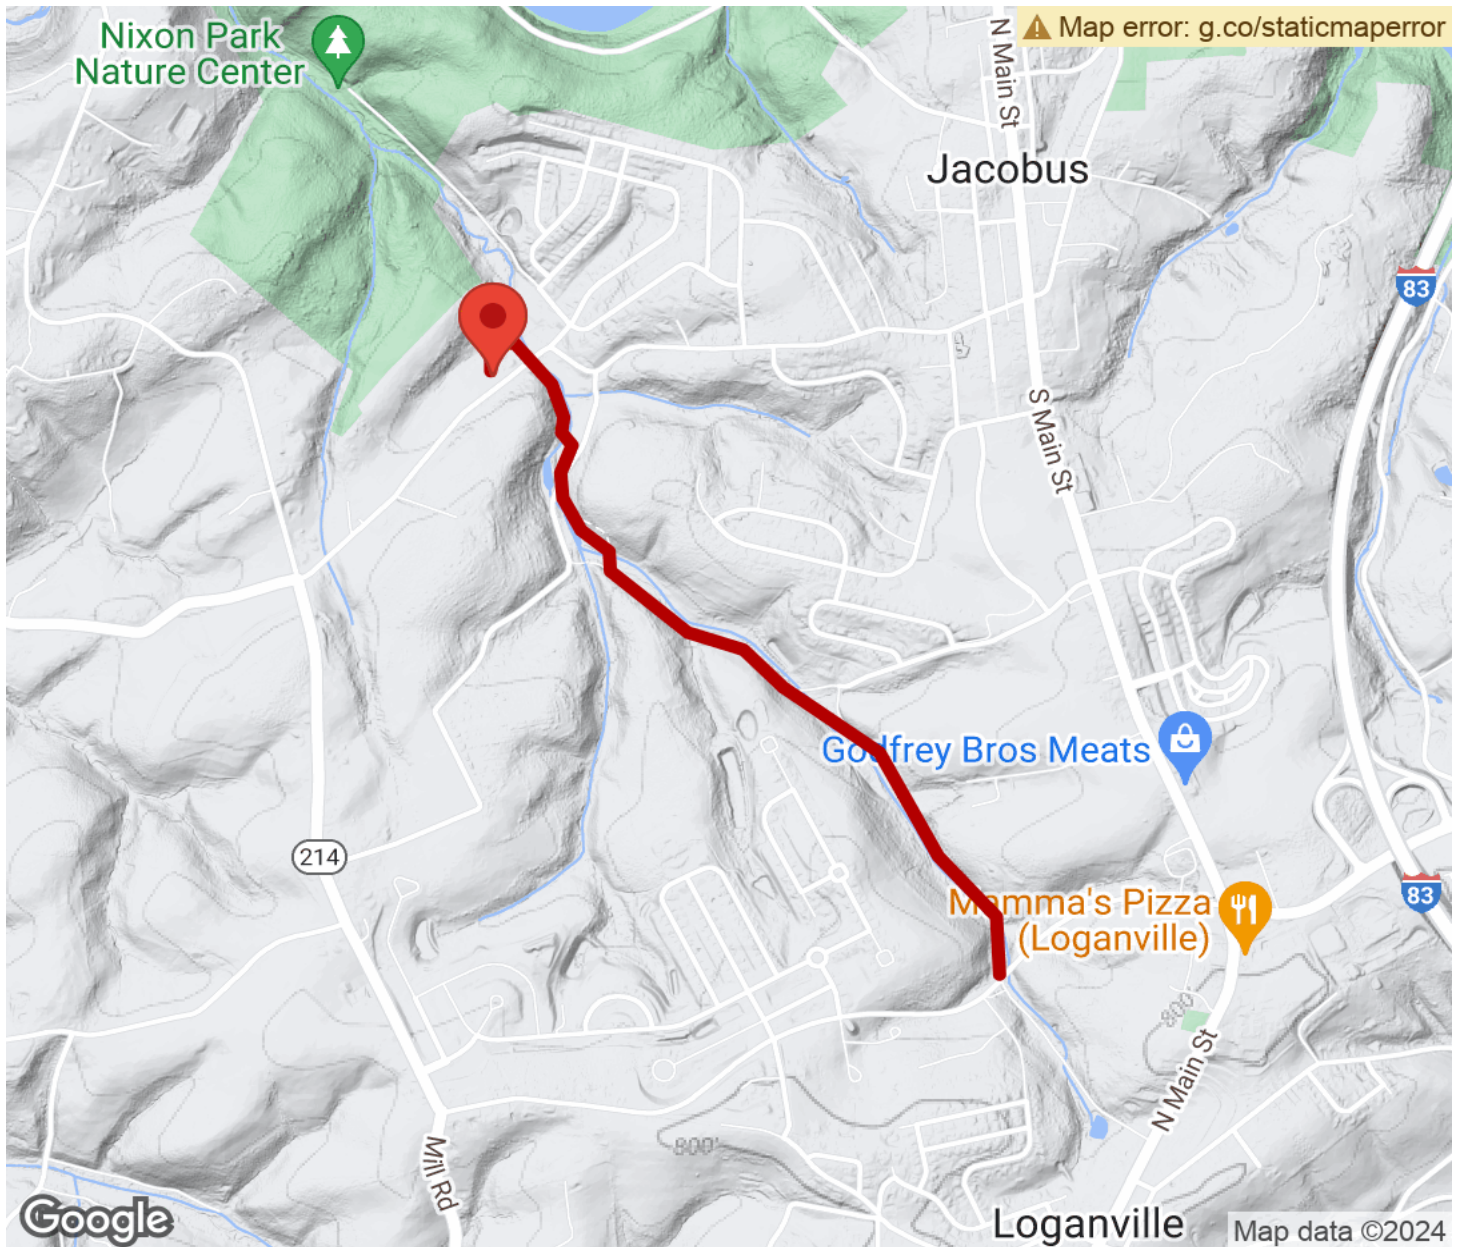 Nixon Park
Nature Center
Map error: g.co/staticmaperror
N Main St
Jacobus
83
S Main St
Godfrey Bros Meats
214
83
Mamma's Pizza
(Loganville)
800
N Main St
800'
Mill Rd
Google
Loganville
Map data ©2024